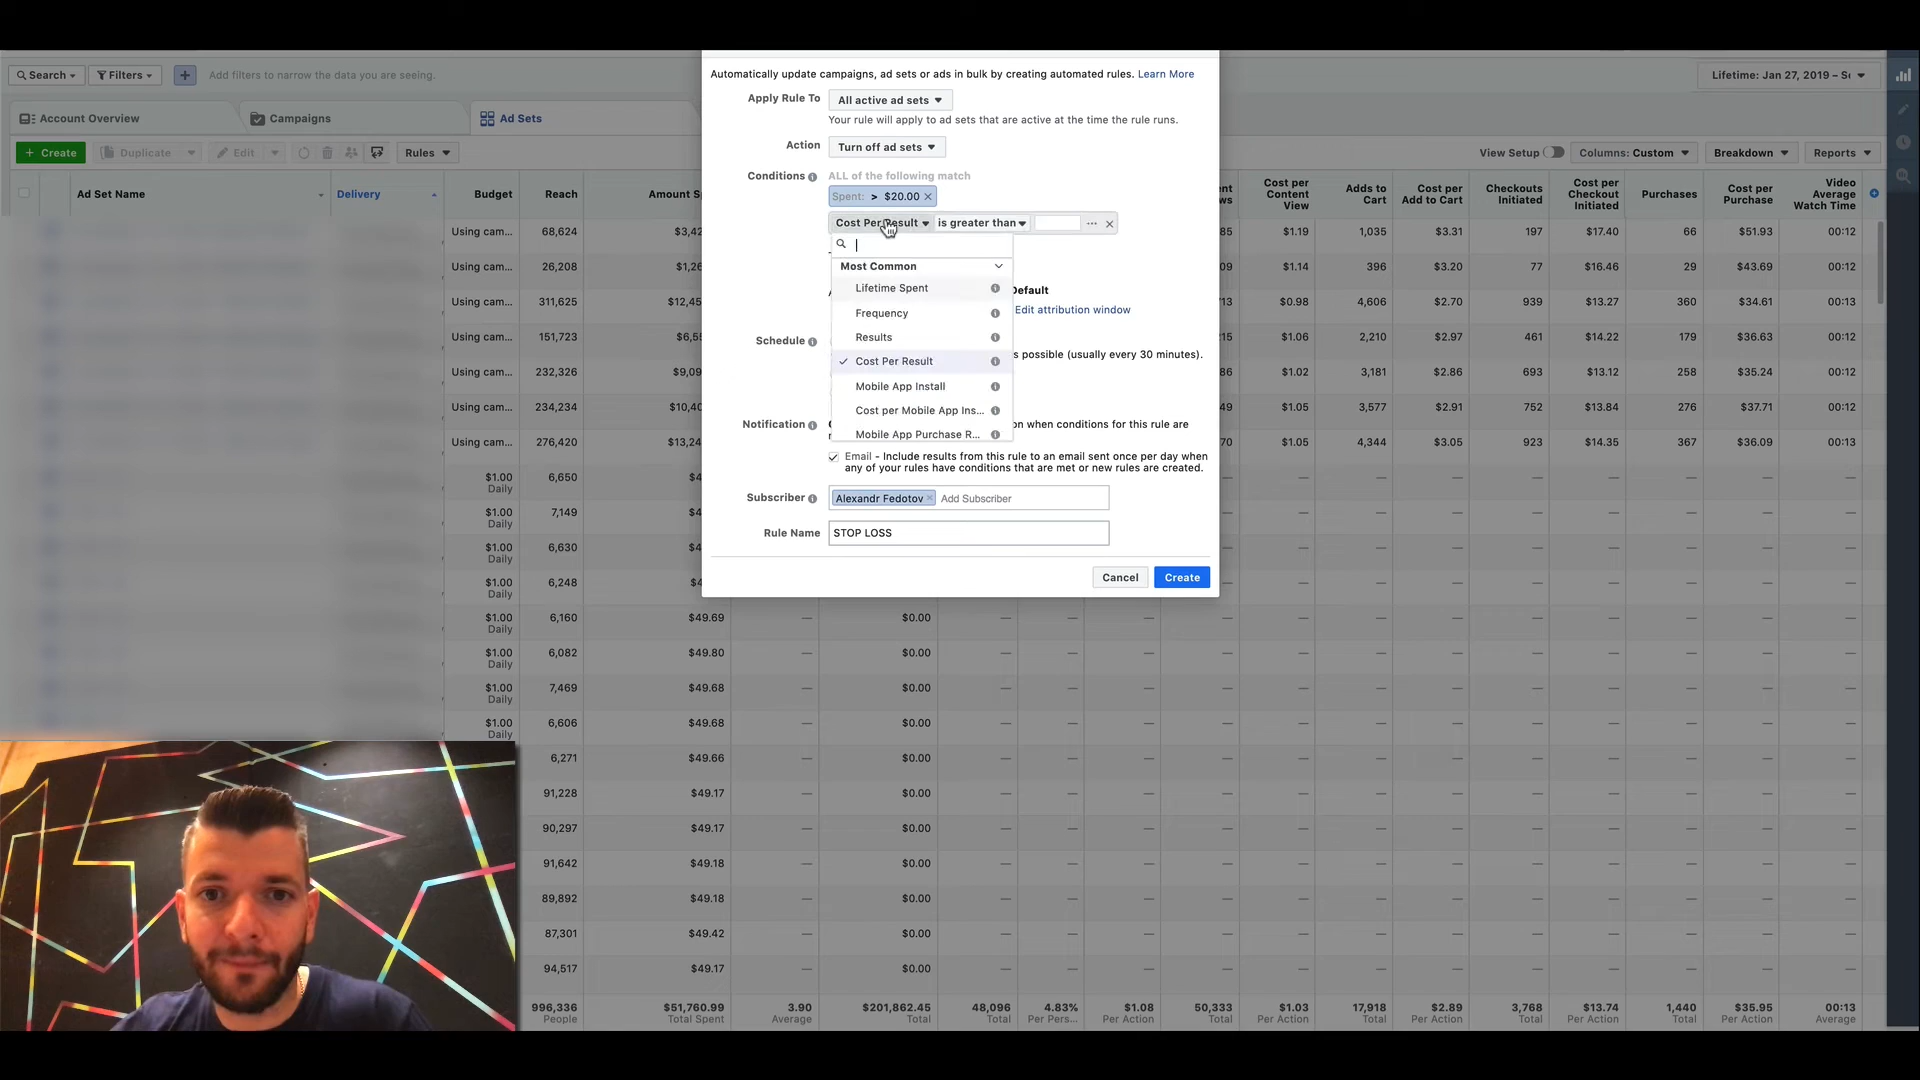 Search
Filters
Add filters to narrow the data you are seeing.
Lifetime: Jan 27, 2019 – S
Account Overview
Campaigns
Ad Sets
+ Create
Duplicate
Edit
Rules
View Setup
Columns: Custom
Breakdown
Reports
Automatically update campaigns, ad sets or ads in bulk by creating automated rules. Learn More
Apply Rule To
All active ad sets
Your rule will apply to ad sets that are active at the time the rule runs.
Action
Turn off ad sets
Conditions
ALL of the following match
Spent: > $20.00 ×
Cost Per Result
is greater than
Most Common
Lifetime Spent
Frequency
Results
Cost Per Result
Mobile App Install
Cost per Mobile App Ins...
Mobile App Purchase R...
Default
Edit attribution window
Schedule
s possible (usually every 30 minutes).
Notification
on when conditions for this rule are
Email - Include results from this rule to an email sent once per day when
any of your rules have conditions that are met or new rules are created.
Subscriber
Alexandr Fedotov
Add Subscriber
Rule Name
STOP LOSS
Cancel
Create
Ad Set Name Delivery Budget Reach Amount S
Cost per Content View
Adds to Cart
Cost per Add to Cart
Checkouts Initiated
Cost per Checkout Initiated
Purchases
Cost per Purchase
Video Average Watch Time
Using cam... 68,624 $3,42 85 $1.19 1,035 $3.31 197 $17.40 66 $51.93 00:12
Using cam... 26,208 $1,26 $1.14 396 $3.20 77 $16.46 29 $43.69 00:12
Using cam... 311,625 $12,45 713 $0.98 4,606 $2.70 939 $13.27 360 $34.61 00:13
Using cam... 151,723 $6,55 $1.06 2,210 $2.97 461 $14.22 179 $36.63 00:12
Using cam... 232,326 $9,09 86 $1.02 3,181 $2.86 693 $13.12 258 $35.24 00:12
Using cam... 234,234 $10,40 49 $1.05 3,577 $2.91 752 $13.84 276 $37.71 00:12
Using cam... 276,420 $13,24 $1.05 4,344 $3.05 923 $14.35 367 $36.09 00:13
$1.00 6,650
Daily
$1.00 7,149
Daily
$1.00 6,630
Daily
$1.00 6,248
Daily
$1.00 6,160 $49.69 — $0.00 — — — — — — — — — — —
Daily
$1.00 6,082 $49.80 — $0.00 — — — — — — — — — — —
Daily
$1.00 7,469 $49.68 — $0.00 — — — — — — — — — — —
Daily
$1.00 6,606 $49.68 — $0.00 — — — — — — — — — — —
Daily
6,271 $49.66 — $0.00 — — — — — — — — — — —
91,228 $49.17 — $0.00 — — — — — — — — — — —
90,297 $49.17 — $0.00 — — — — — — — — — — —
91,642 $49.18 — $0.00 — — — — — — — — — — —
89,892 $49.18 — $0.00 — — — — — — — — — — —
87,301 $49.42 — $0.00 — — — — — — — — — — —
94,517 $49.17 — $0.00 — — — — — — — — — — —
996,336 $51,760.99 3.90 $201,862.45 48,096 4.83% $1.08 50,333 $1.03 17,918 $2.89 3,768 $13.74 1,440 $35.95 00:13
People Total Spent Average Total Total Per Pers... Per Action Total Per Action Total Per Action Total Per Action Total Per Action Average